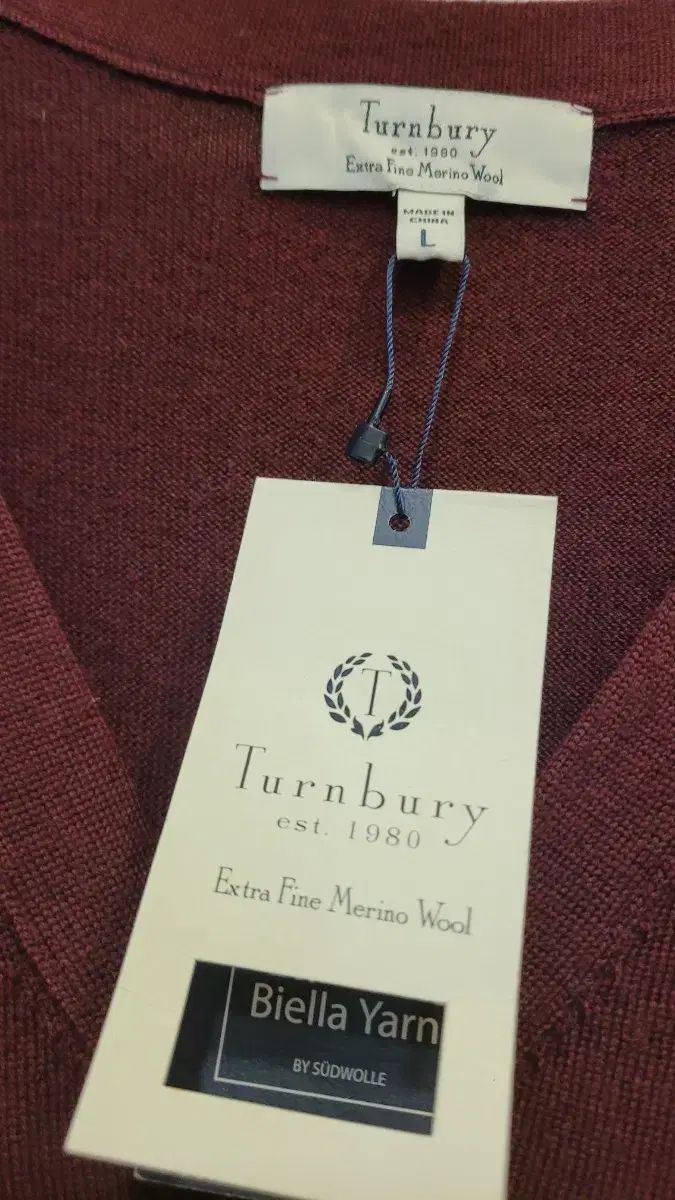 Turnbury
est. 1980
Extra Fine Merino Wool
MADE IN
CHINA
L
T
Turnbury
est. 1980
Extra Fine Merino Wool
Biella Yarn
BY SÜDWOLLE